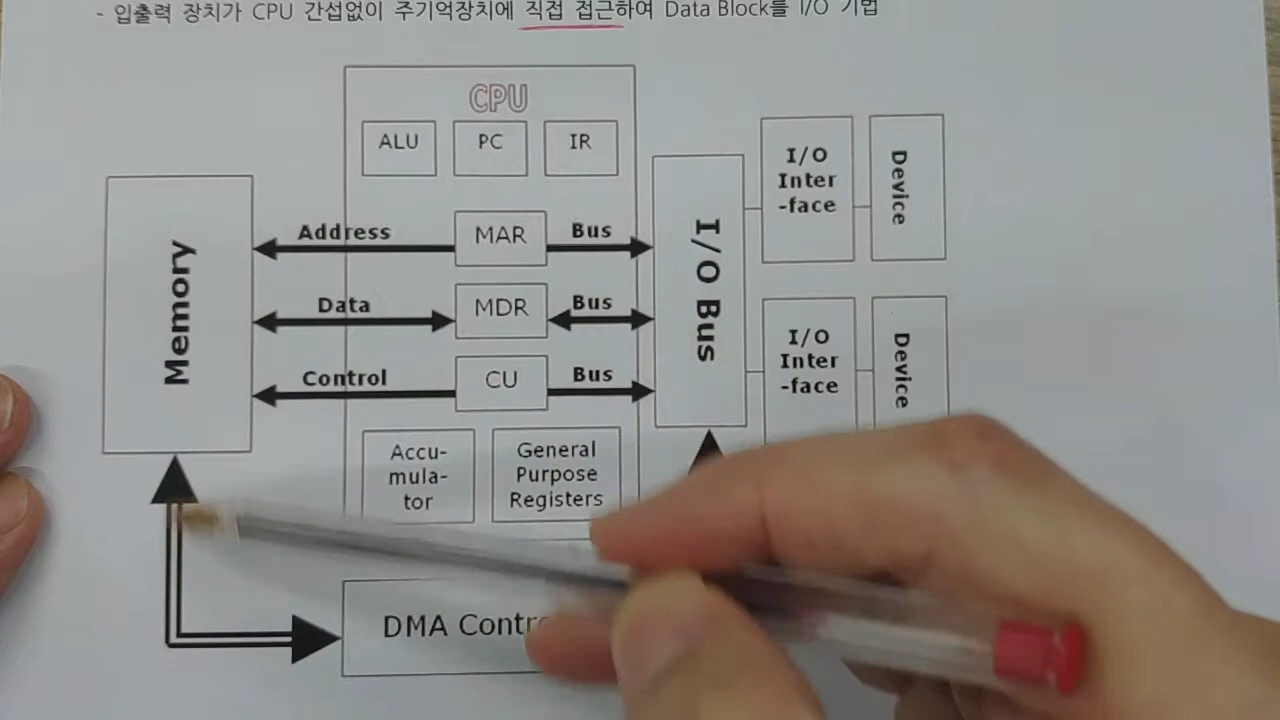 - 입출력 장치가 CPU 간섭없이 주기억장치에 직접 접근하여 Data Block를 I/O 기법
CPU
ALU
PC
IR
Memory
Address
MAR
Bus
Data
MDR
Bus
Control
CU
Bus
Accu-
mula-
tor
General
Purpose
Registers
I/O Bus
I/O
Inter
-face
Device
I/O
Inter
-face
Device
DMA Contr